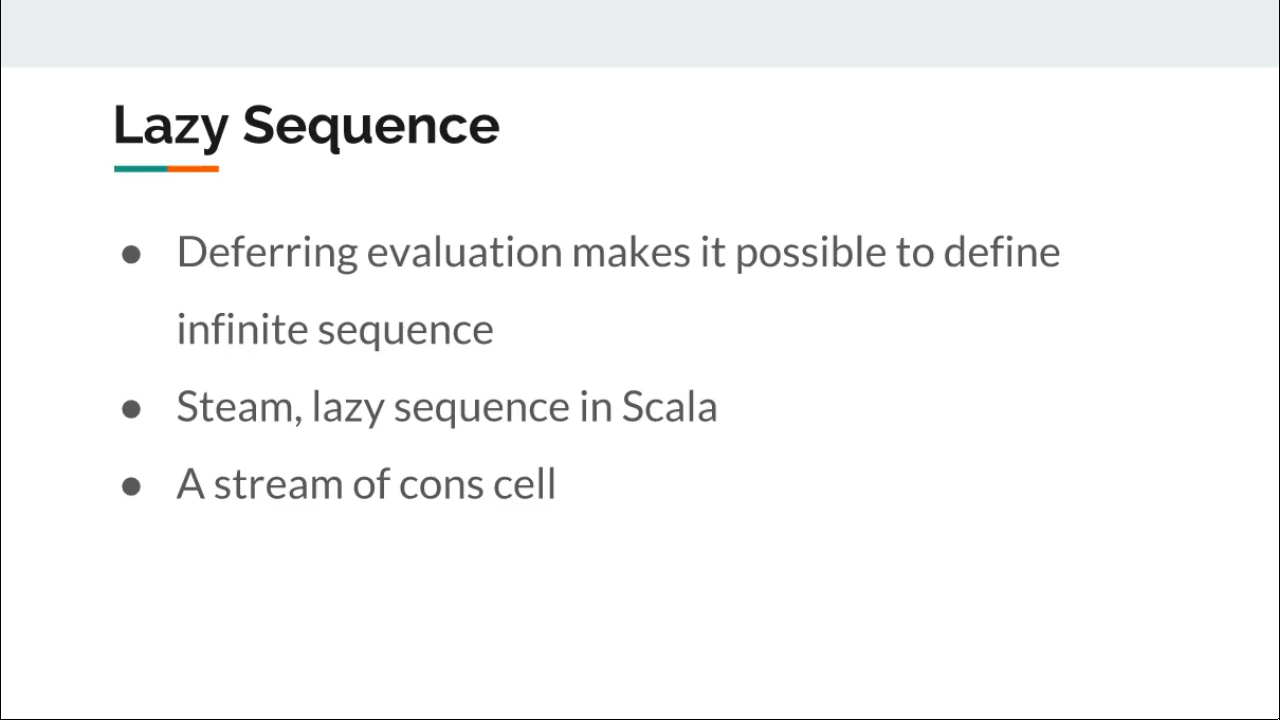 Lazy Sequence
● Deferring evaluation makes it possible to define
infinite sequence
● Steam, lazy sequence in Scala
● A stream of cons cell